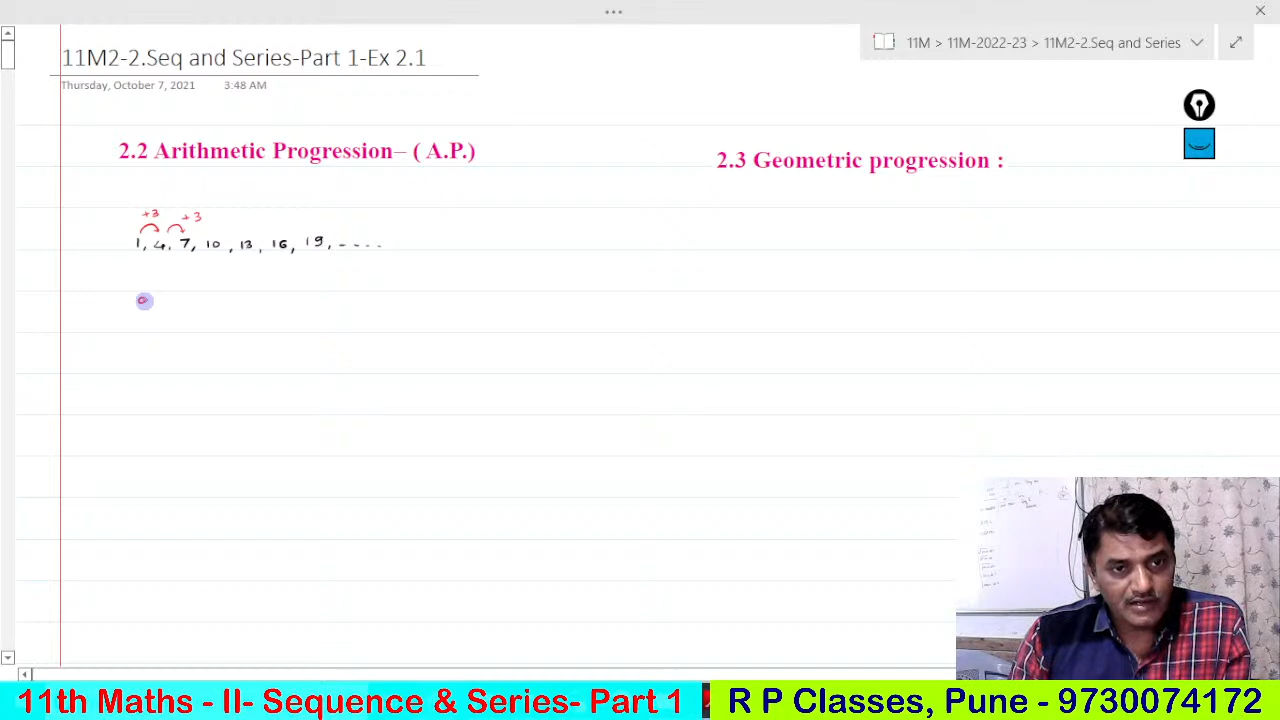 11M2-2.Seq and Series-Part 1-Ex 2.1
11M > 11M-2022-23 > 11M2-2.Seq and Series
Thursday, October 7, 2021 3:48 AM
2.2 Arithmetic Progression– ( A.P.)
2.3 Geometric progression :
+3 +3
1, 4, 7, 10, 13, 16, 19, -----
11th Maths - II- Sequence & Series- Part 1
R P Classes, Pune - 9730074172